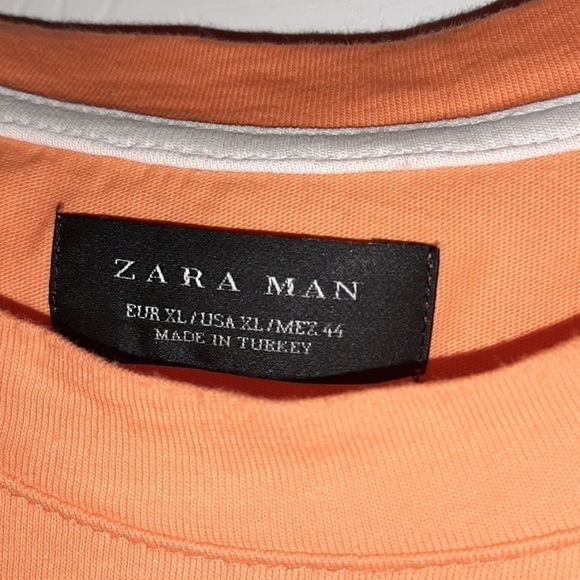 ZARA MAN
EUR XL/USA XL/MEX 44
MADE IN TURKEY